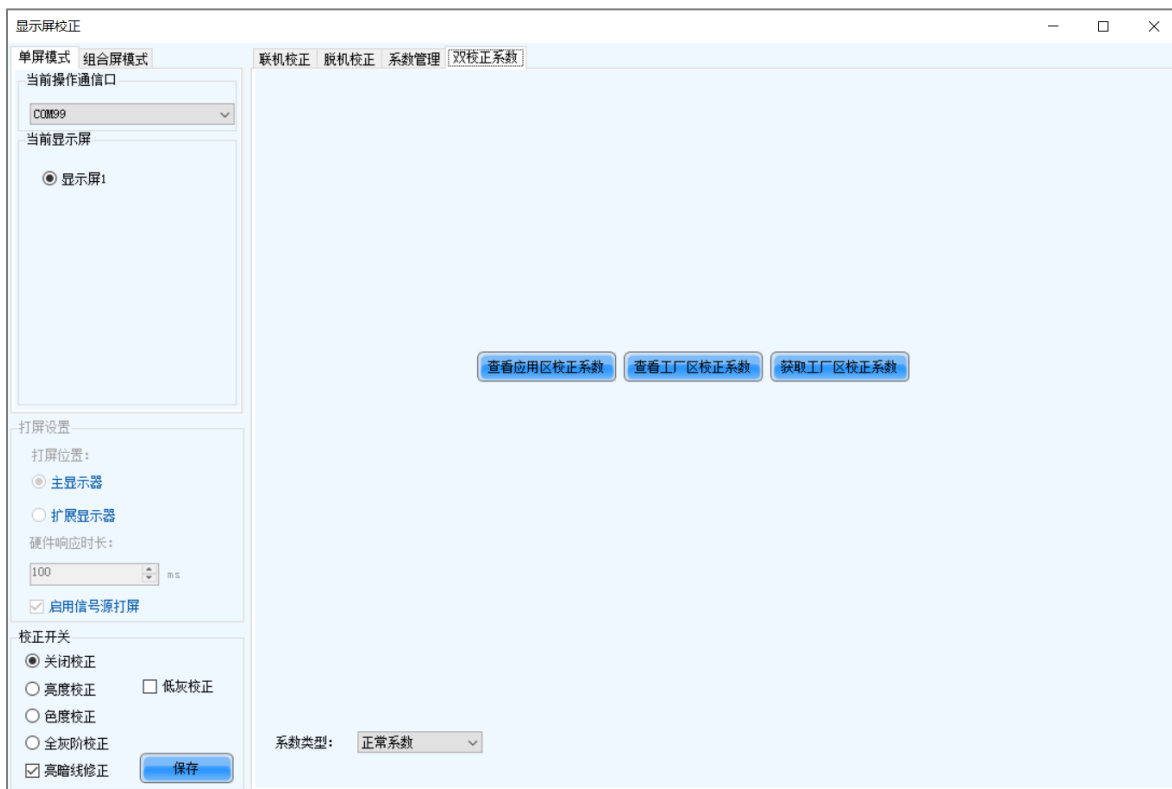 显示屏校正
单屏模式 组合屏模式
当前操作通信口
COM99
当前显示屏
显示屏1
打屏设置
打屏位置:
主显示器
扩展显示器
硬件响应时长:
100 ms
启用信号源打屏
校正开关
关闭校正
亮度校正 低灰校正
色度校正
全灰阶校正
亮暗线修正 保存
联机校正 脱机校正 系数管理 双校正系数
查看应用区校正系数 查看工厂区校正系数 获取工厂区校正系数
系数类型: 正常系数